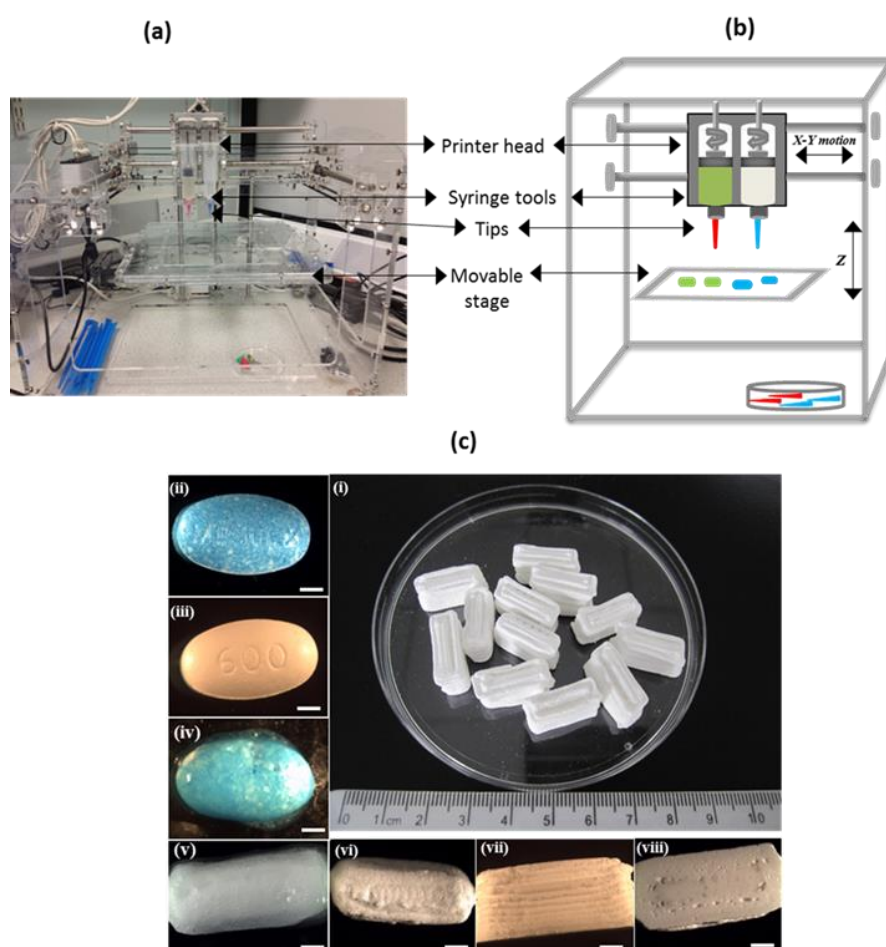 (a)
(b)
Printer head
X-Y motion
Syringe tools
Tips
Z
Movable
stage
(c)
(ii)
(i)
(iii)
600
(iv)
0 1 cm 2 3 4 5 6 7 8 9 10
(v)
(vi)
(vii)
(viii)